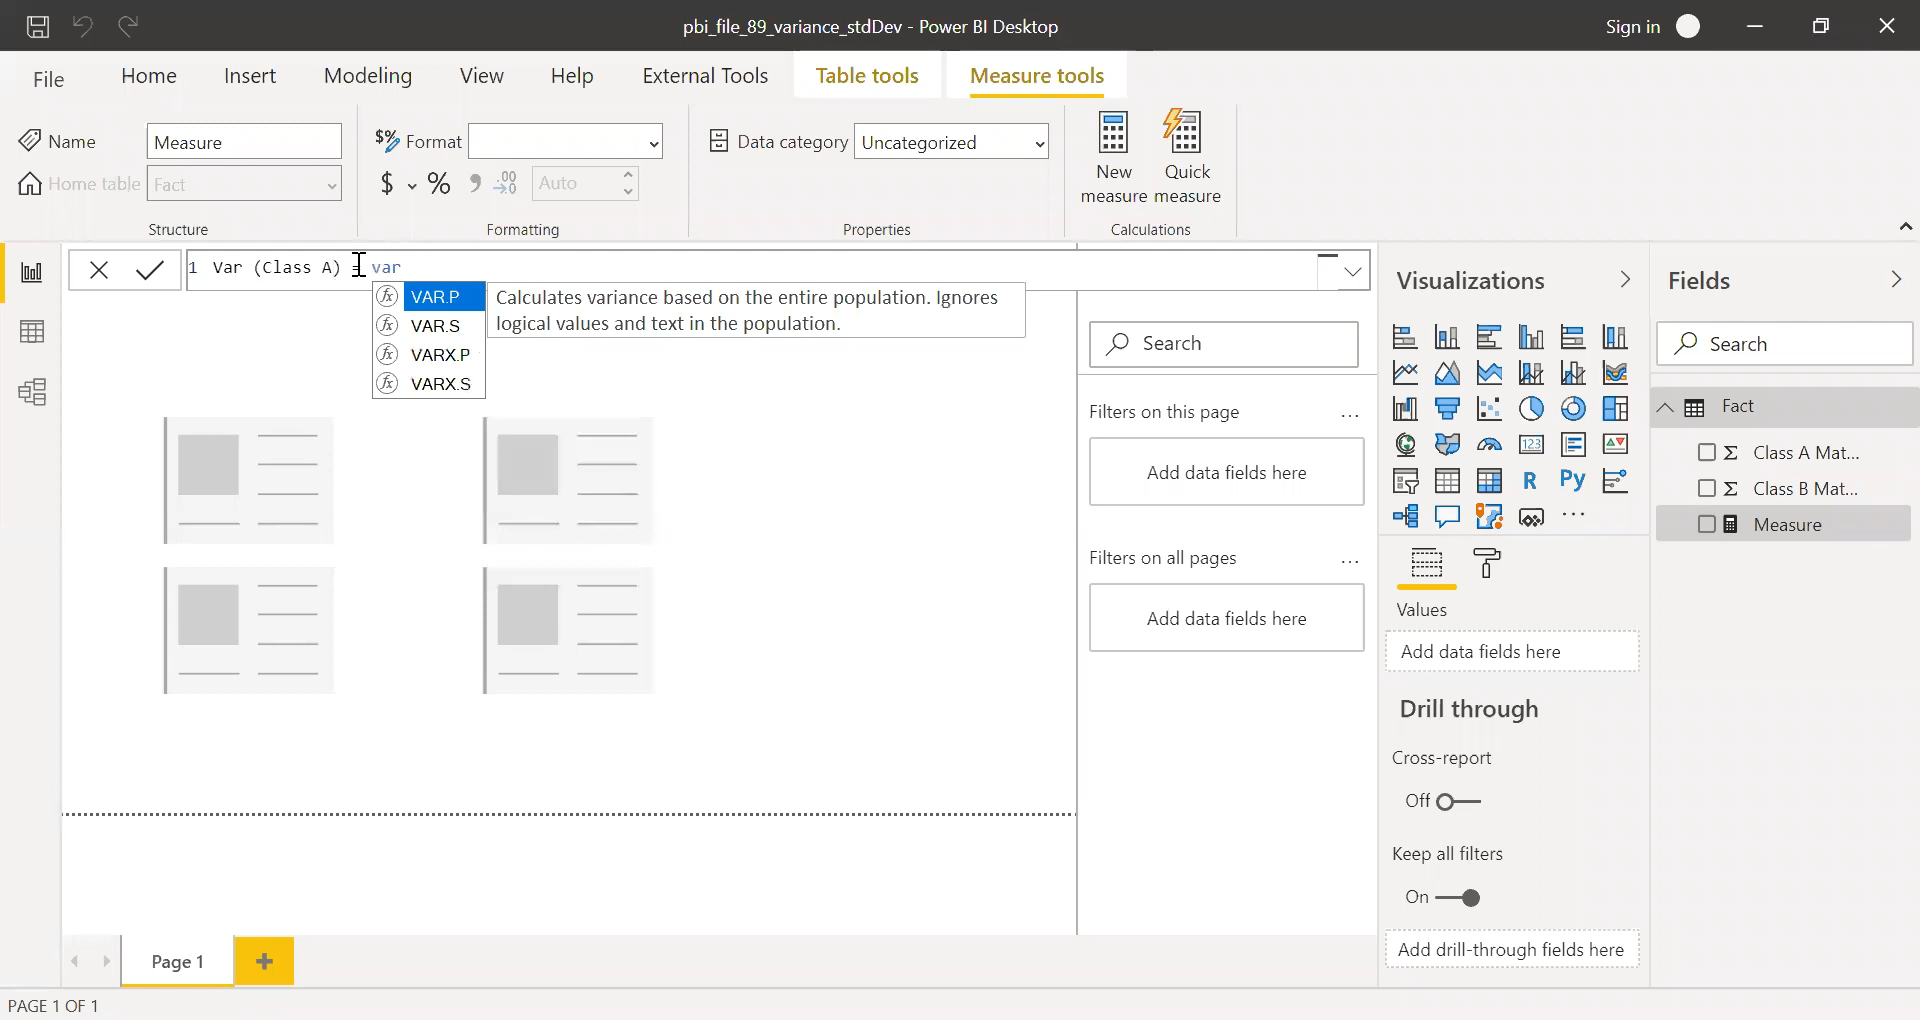 pbi_file_89_variance_stdDev - Power BI Desktop
Sign in
File Home Insert Modeling View Help External Tools Table tools Measure tools
Name Measure
Home table Fact
Structure
$% Format
$ % 9 .00 →0 Auto
Formatting
Data category Uncategorized
Properties
New measure
Quick measure
Calculations
1 Var (Class A) = var
VAR.P
VAR.S
VARX.P
VARX.S
Calculates variance based on the entire population. Ignores
logical values and text in the population.
Search
Filters on this page ...
Add data fields here
Filters on all pages ...
Add data fields here
Visualizations
123
R Py
...
Values
Add data fields here
Drill through
Cross-report
Off
Keep all filters
On
Add drill-through fields here
Fields
Search
Fact
Σ Class A Mat...
Σ Class B Mat...
Measure
Page 1 +
PAGE 1 OF 1